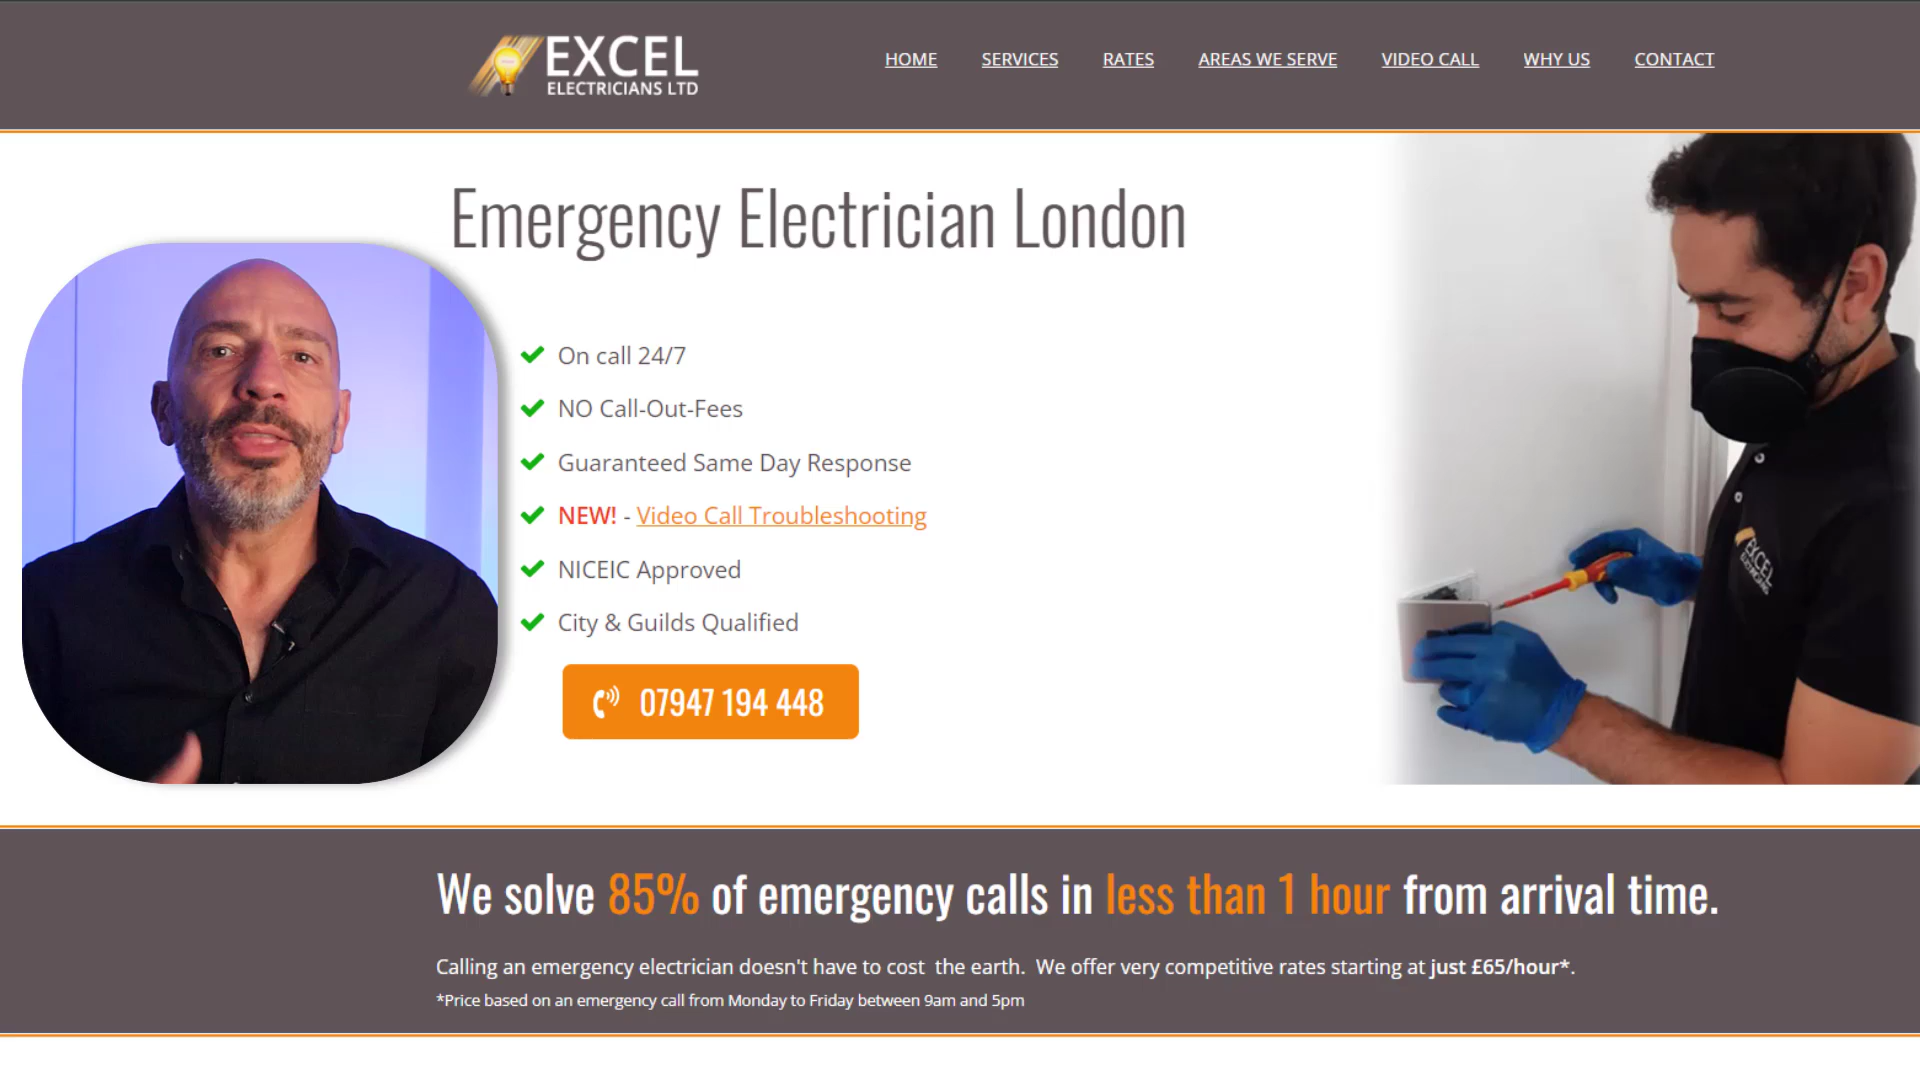 EXCEL
ELECTRICIANS LTD
HOME SERVICES RATES AREAS WE SERVE VIDEO CALL WHY US CONTACT
Emergency Electrician London
On call 24/7
NO Call-Out-Fees
Guaranteed Same Day Response
NEW! - Video Call Troubleshooting
NICEIC Approved
City & Guilds Qualified
07947 194 448
EXCEL
ELECTRICIANS
We solve 85% of emergency calls in less than 1 hour from arrival time.
Calling an emergency electrician doesn't have to cost the earth. We offer very competitive rates starting at just £65/hour*.
*Price based on an emergency call from Monday to Friday between 9am and 5pm